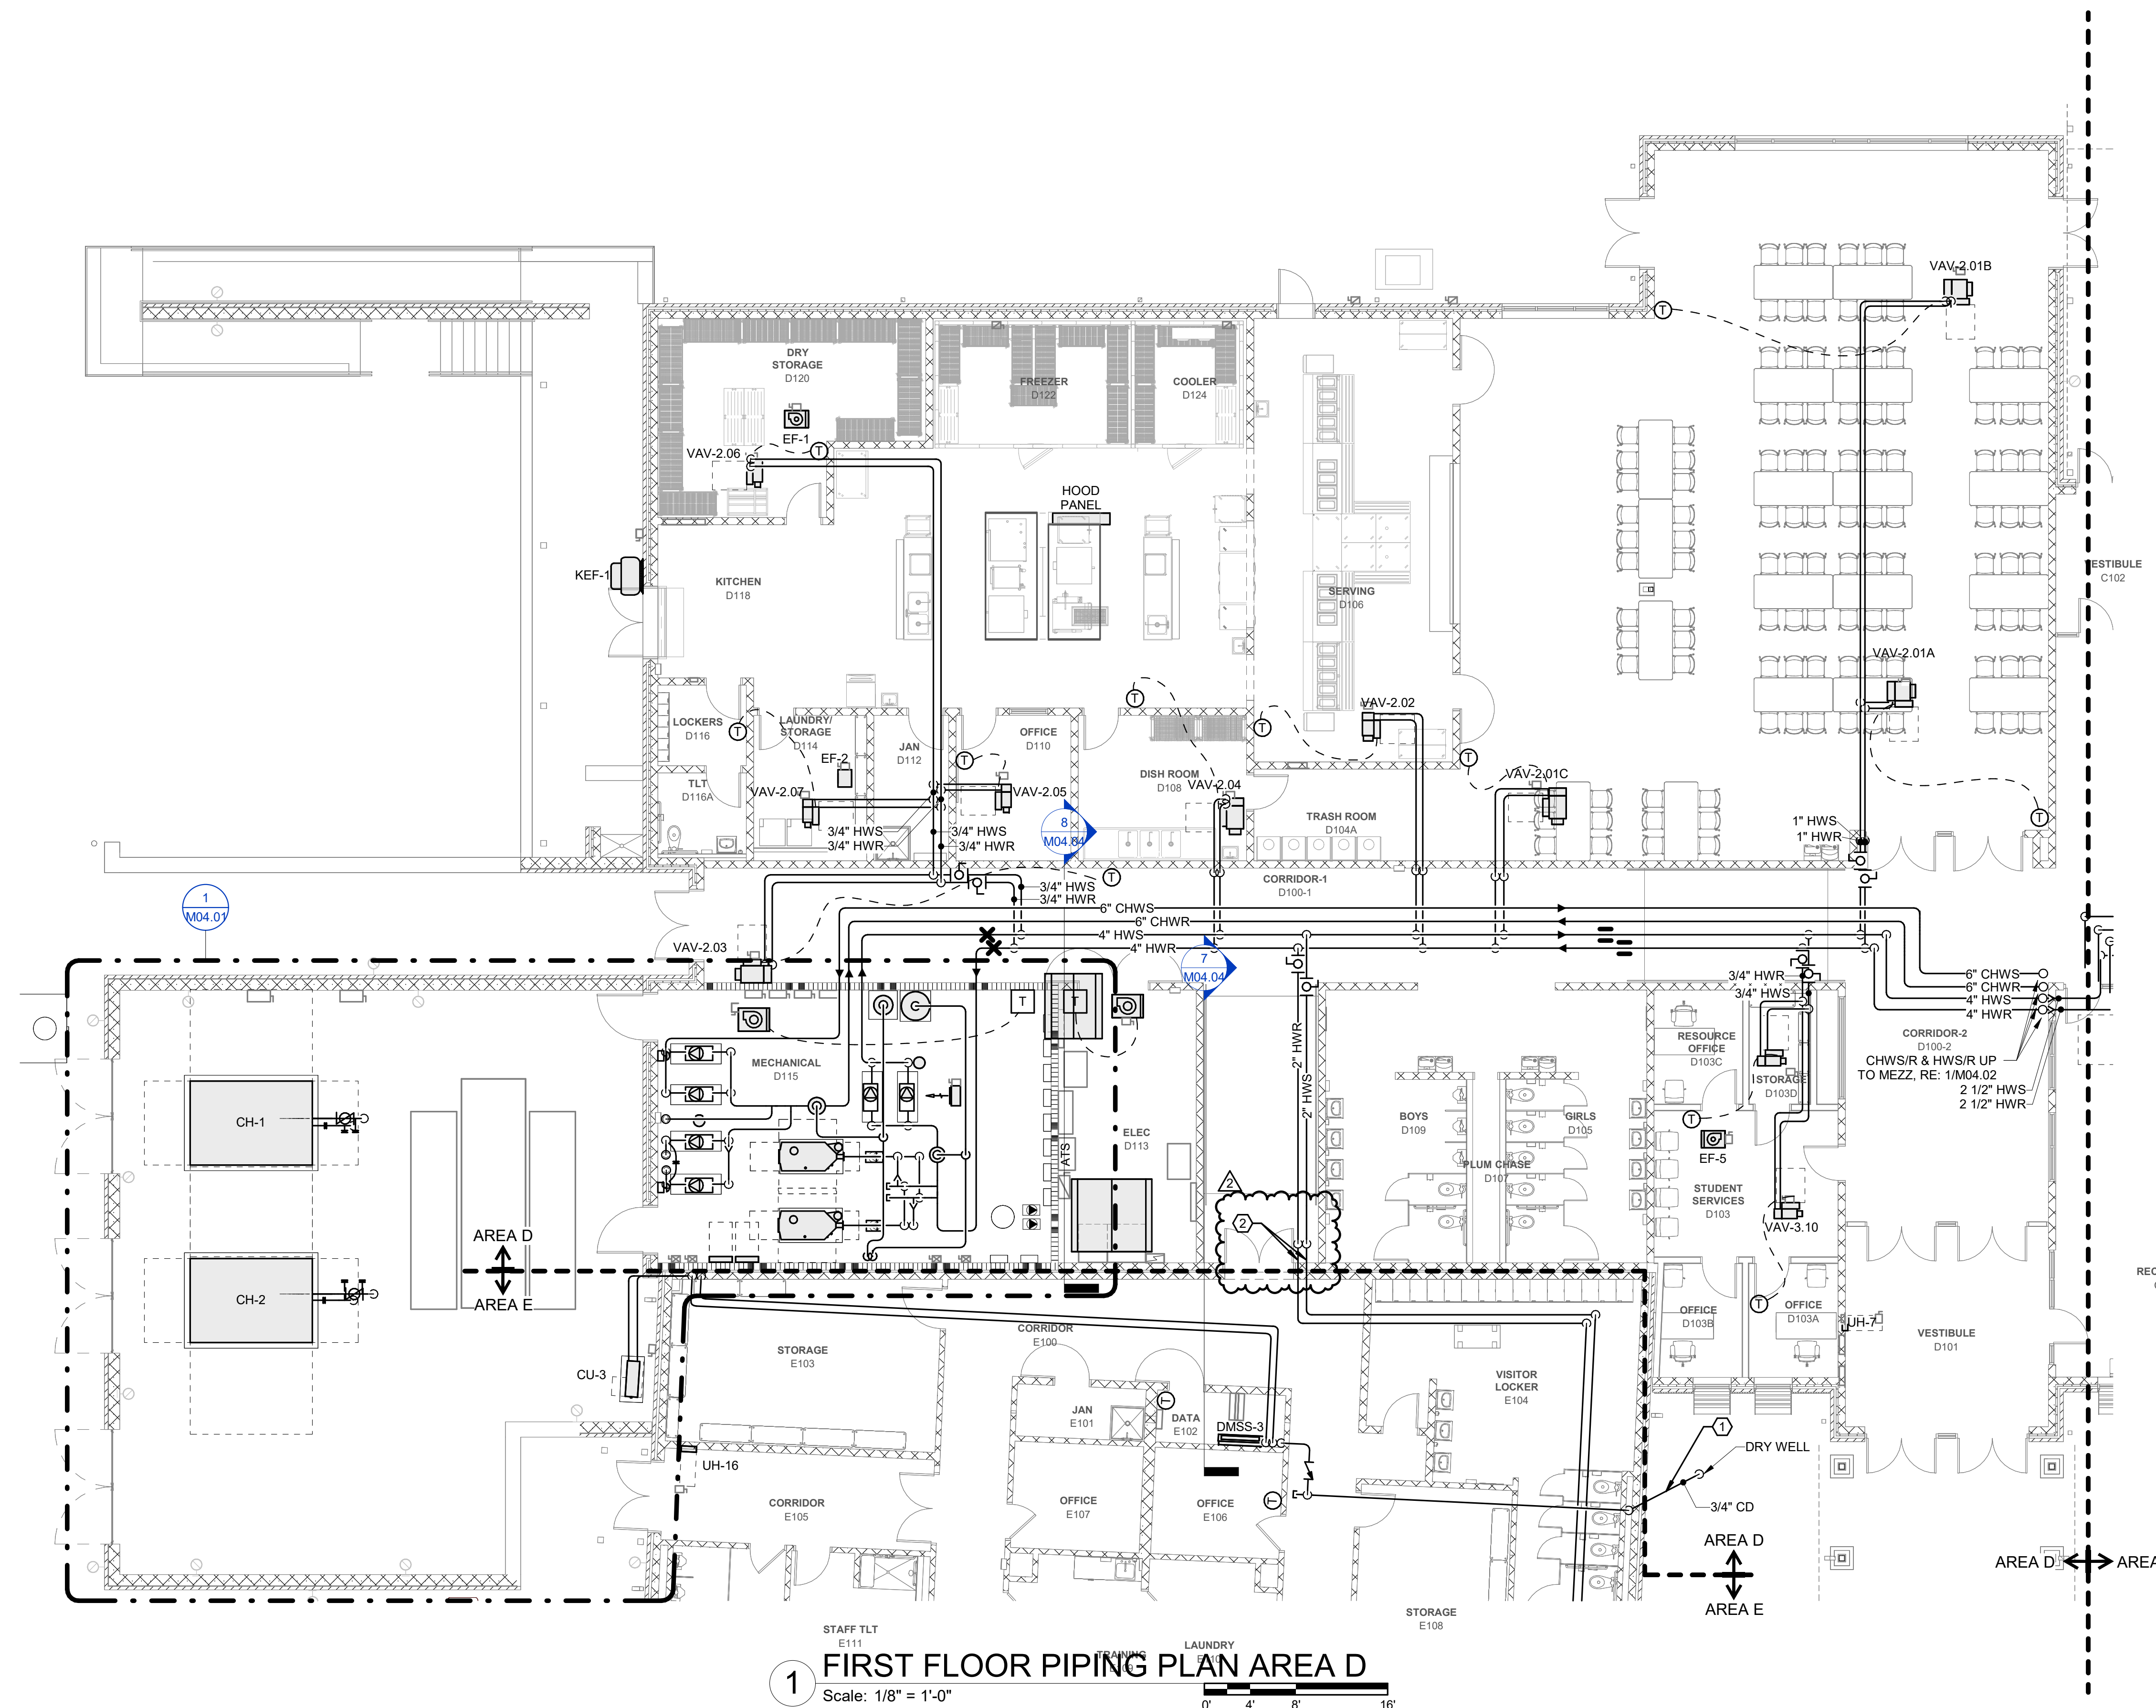 VAV-2.01B
DRY
STORAGE
D120
FREEZER
D122
COOLER
D124
EF-1
VAV-2.06
HOOD
PANEL
KEF-1
KITCHEN
D118
SERVING
D106
VESTIBULE
C102
VAV-2.01A
LOCKERS
D116
LAUNDRY/
STORAGE
D114
JAN
D112
OFFICE
D110
VAV-2.02
EF-2
TLT
D116A
VAV-2.07
VAV-2.05
DISH ROOM
D108
VAV-2.04
VAV-2.01C
TRASH ROOM
D104A
8
M04.04
3/4" HWS
3/4" HWR
3/4" HWS
3/4" HWR
1" HWS
1" HWR
1
M04.01
3/4" HWS
3/4" HWR
CORRIDOR-1
D100-1
6" CHWS
6" CHWR
4" HWS
4" HWR
VAV-2.03
7
M04.04
3/4" HWR
3/4" HWS
6" CHWS
6" CHWR
4" HWS
4" HWR
CORRIDOR-2
D100-2
CHWS/R & HWS/R UP
TO MEZZ, RE: 1/M04.02
2 1/2" HWS
2 1/2" HWR
T
T
MECHANICAL
D115
2" HWR
2" HWS
RESOURCE
OFFICE
D103C
STORAGE
D103D
CH-1
ELEC
D113
ATS
BOYS
D109
GIRLS
D105
PLUM CHASE
D107
EF-5
STUDENT
SERVICES
D103
VAV-3.10
2
2
AREA D
AREA E
CH-2
OFFICE
D103B
OFFICE
D103A
UH-7
VESTIBULE
D101
CU-3
STORAGE
E103
CORRIDOR
E100
VISITOR
LOCKER
E104
JAN
E101
DATA
E102
DMSS-3
1
DRY WELL
3/4" CD
UH-16
CORRIDOR
E105
OFFICE
E107
OFFICE
E106
AREA D
AREA E
AREA D
AREA
STORAGE
E108
STAFF TLT
E111
TRAINING
LAUNDRY
1
FIRST FLOOR PIPING PLAN AREA D
Scale: 1/8" = 1'-0"
0' 4' 8' 16'